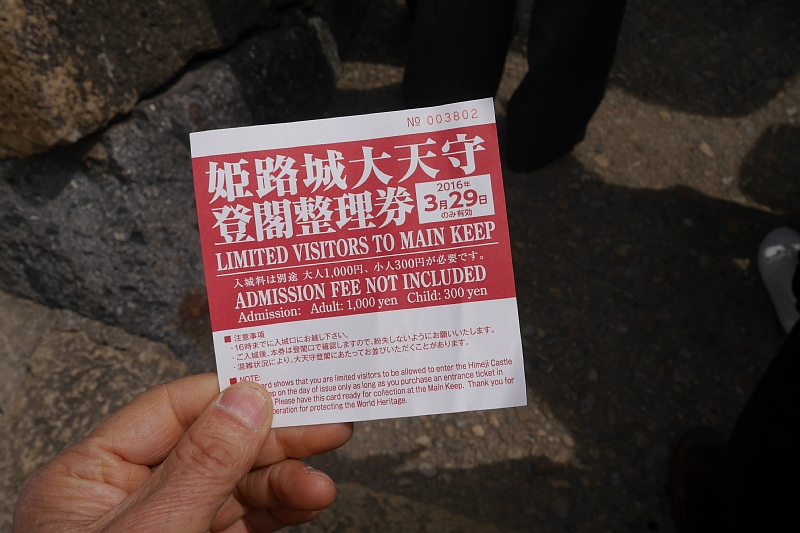 № 003802
姫路城大天守
登閣整理券
2016年
3月29日
のみ有効
LIMITED VISITORS TO MAIN KEEP
入城料は別途 大人1,000円、小人300円が必要です。
ADMISSION FEE NOT INCLUDED
Admission: Adult: 1,000 yen Child: 300 yen
■ 注意事項
・16時までに入城口にお越し下さい。
・ご入城後、本券は登閣口で確認しますので、紛失しないようにお願いいたします。
・混雑状況により、大天守登閣にあたってお並びいただくことがあります。
■ NOTE:
shows that you are limited visitors to be allowed to enter the Himeji Castle
on the day of issue only as long as you purchase an entrance ticket in
Please have this card ready for collection at the Main Keep. Thank you for
for protecting the World Heritage.